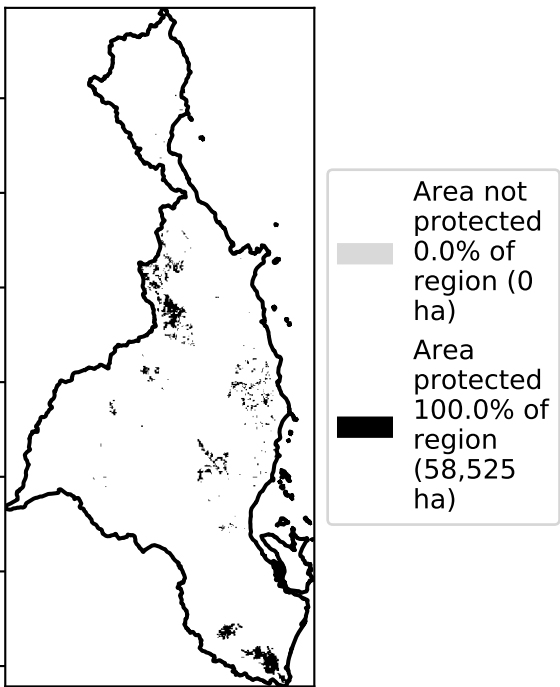 Area not
protected
0.0% of
region (0
ha)
Area
protected
100.0% of
region
(58,525
ha)